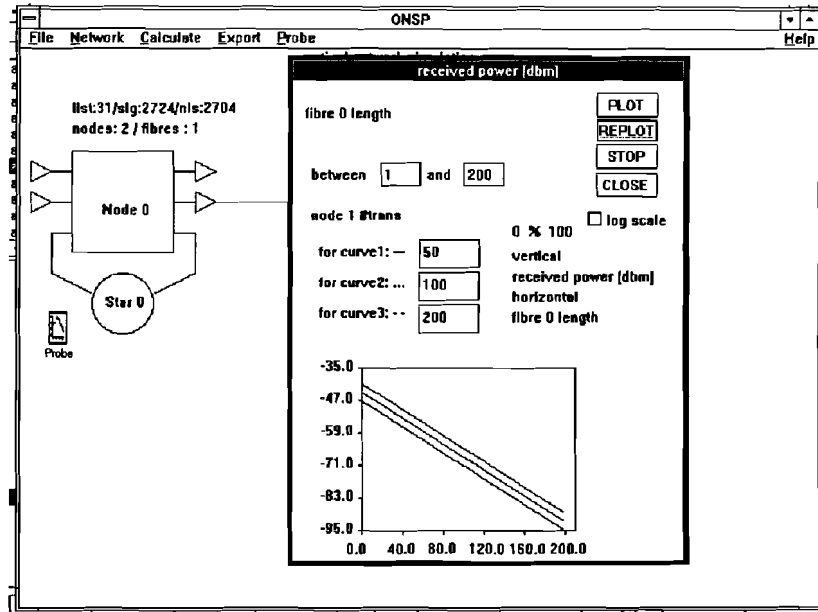 ONSP
File Network Calculate Export Probe Help
received power [dbm]
list:31/sig:2724/nls:2704
nodes: 2 / fibres : 1
Node 0
Star 0
Probe
fibre 0 length
PLOT
REPLOT
STOP
CLOSE
between 1 and 200
log scale
node 1 #trans
for curve1: — 50
for curve2: ... 100
for curve3: -- 200
0 % 100
vertical
received power [dbm]
horizontal
fibre 0 length
-35.0
-47.0
-59.0
-71.0
-83.0
-95.0
0.0 40.0 80.0 120.0 160.0 200.0